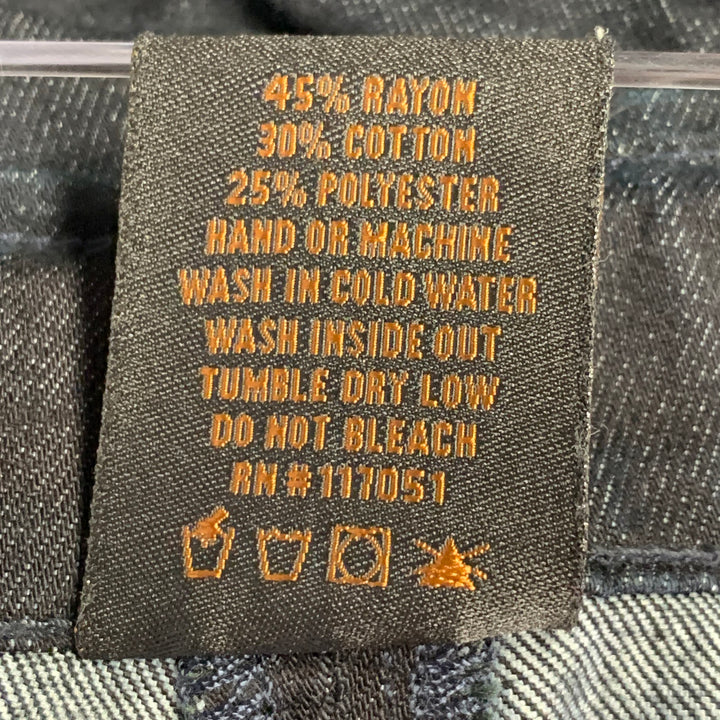 45% RAYON
30% COTTON
25% POLYESTER
HAND OR MACHINE
WASH IN COLD WATER
WASH INSIDE OUT
TUMBLE DRY LOW
DO NOT BLEACH
RN # 117051